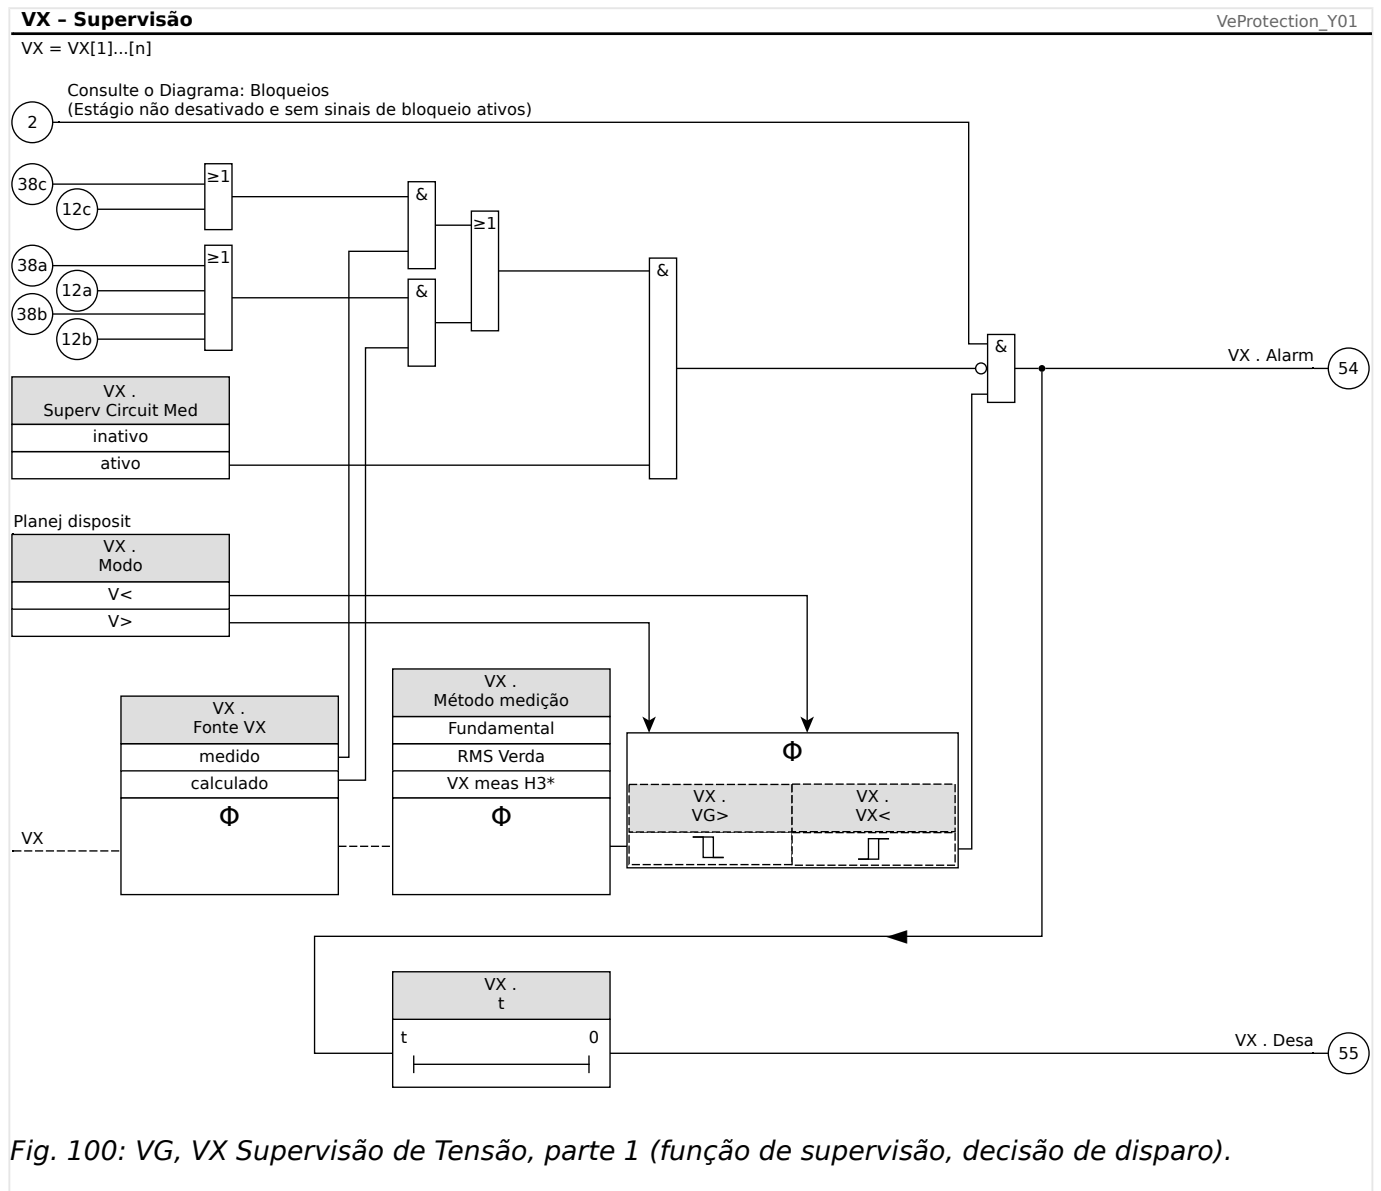 VX – Supervisão
VeProtection_Y01
VX = VX[1]...[n]
Consulte o Diagrama: Bloqueios
(Estágio não desativado e sem sinais de bloqueio ativos)
2
38c
12c
≥1
&
≥1
38a
12a
38b
12b
≥1
&
&
&
VX . Alarm
54
VX .
Superv Circuit Med
inativo
ativo
Planej disposit
VX .
Modo
V<
V>
VX .
Fonte VX
medido
calculado
Φ
VX
VX .
Método medição
Fundamental
RMS Verda
VX meas H3*
Φ
Φ
VX .
VG>
VX .
VX<
VX .
t
t
0
VX . Desa
55
Fig. 100: VG, VX Supervisão de Tensão, parte 1 (função de supervisão, decisão de disparo).